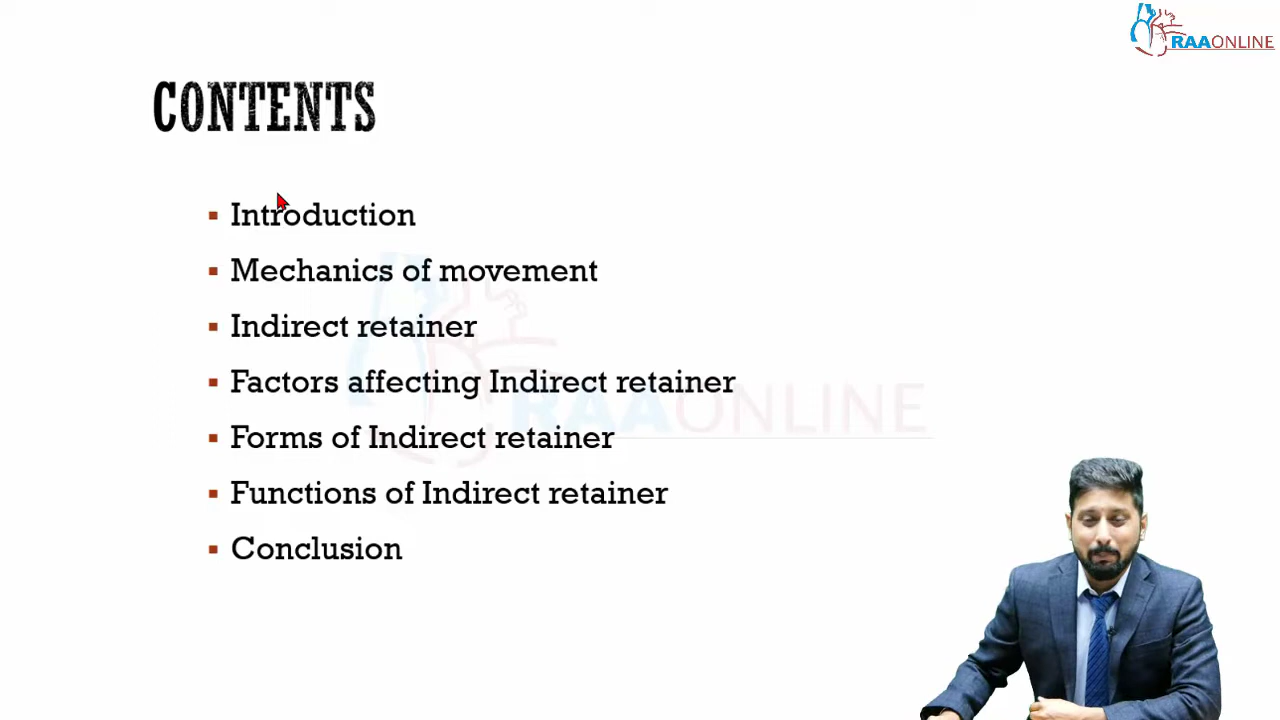 RAAONLINE
CONTENTS
Introduction
Mechanics of movement
Indirect retainer
Factors affecting Indirect retainer
RAAONLINE
Forms of Indirect retainer
Functions of Indirect retainer
Conclusion